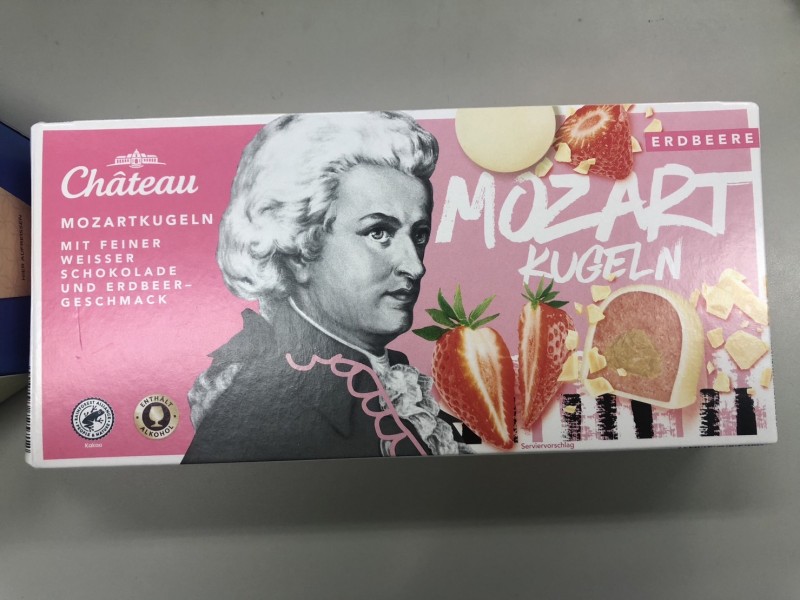 Château
MOZARTKUGELN
MIT FEINER
WEISSER
SCHOKOLADE
UND ERDBEER-
GESCHMACK
ENTHÄLT
ALKOHOL
Kakao
ERDBEERE
MOZART
KUGELN
Serviervorschlag